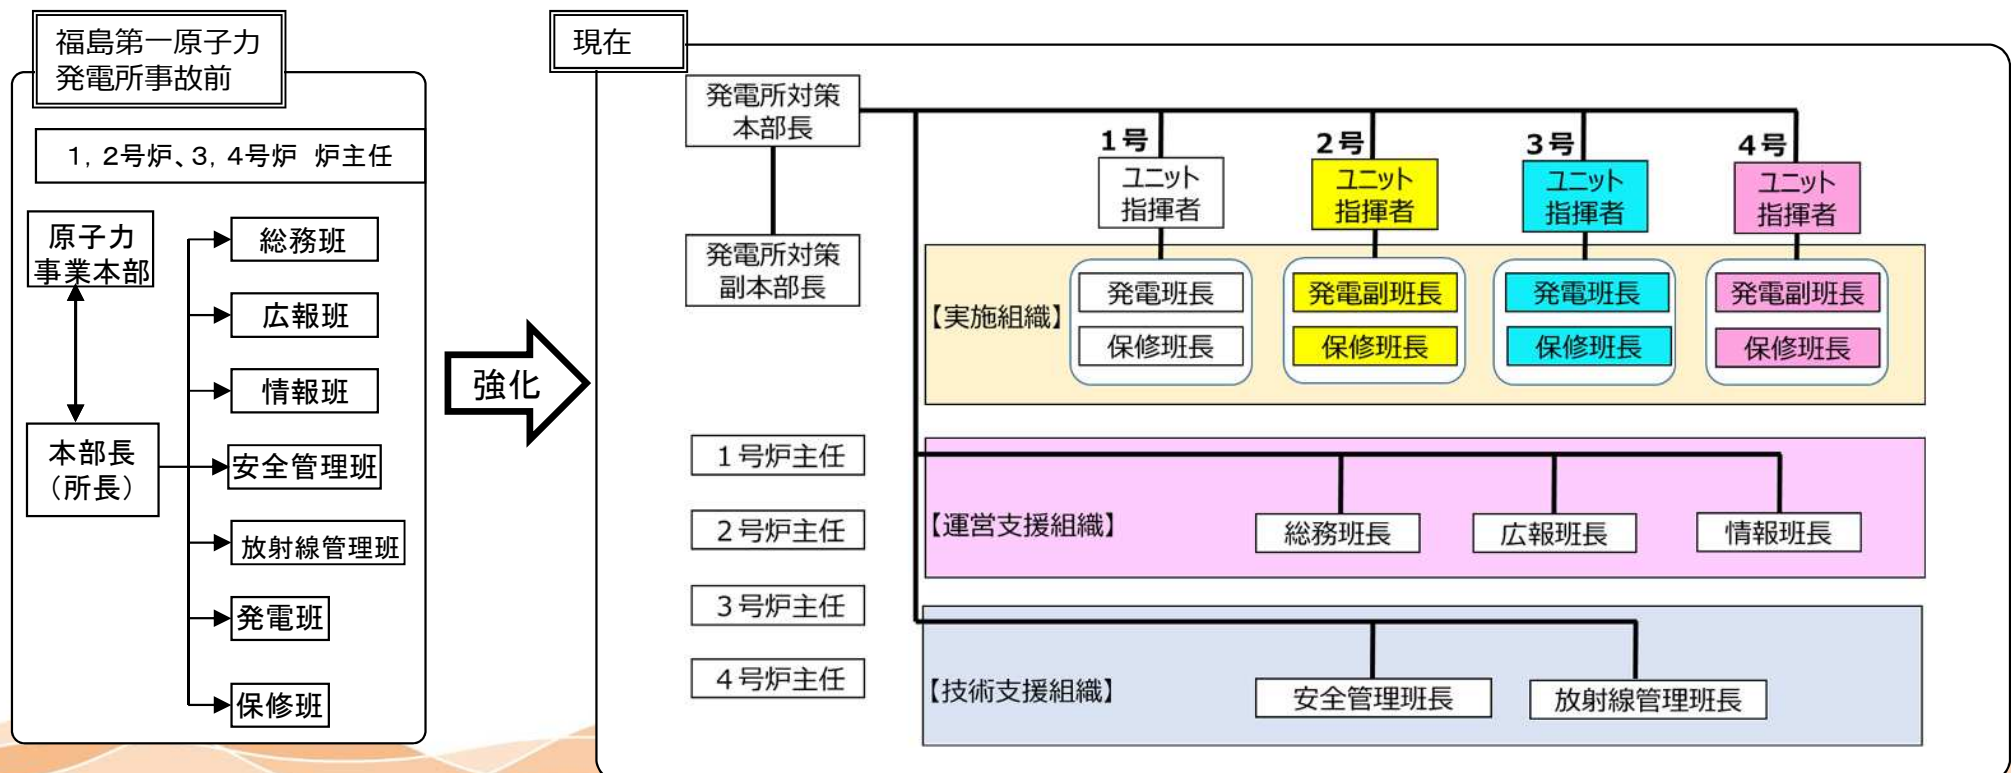 福島第一原子力
発電所事故前
1, 2号炉、3, 4号炉 炉主任
原子力
事業本部
本部長
（所長）
総務班
広報班
情報班
安全管理班
放射線管理班
発電班
保修班
強化
現在
発電所対策
本部長
発電所対策
副本部長
1号
ユニット
指揮者
2号
ユニット
指揮者
3号
ユニット
指揮者
4号
ユニット
指揮者
【実施組織】
発電班長
保修班長
発電副班長
保修班長
発電班長
保修班長
発電副班長
保修班長
1号炉主任
2号炉主任
3号炉主任
4号炉主任
【運営支援組織】
総務班長
広報班長
情報班長
【技術支援組織】
安全管理班長
放射線管理班長